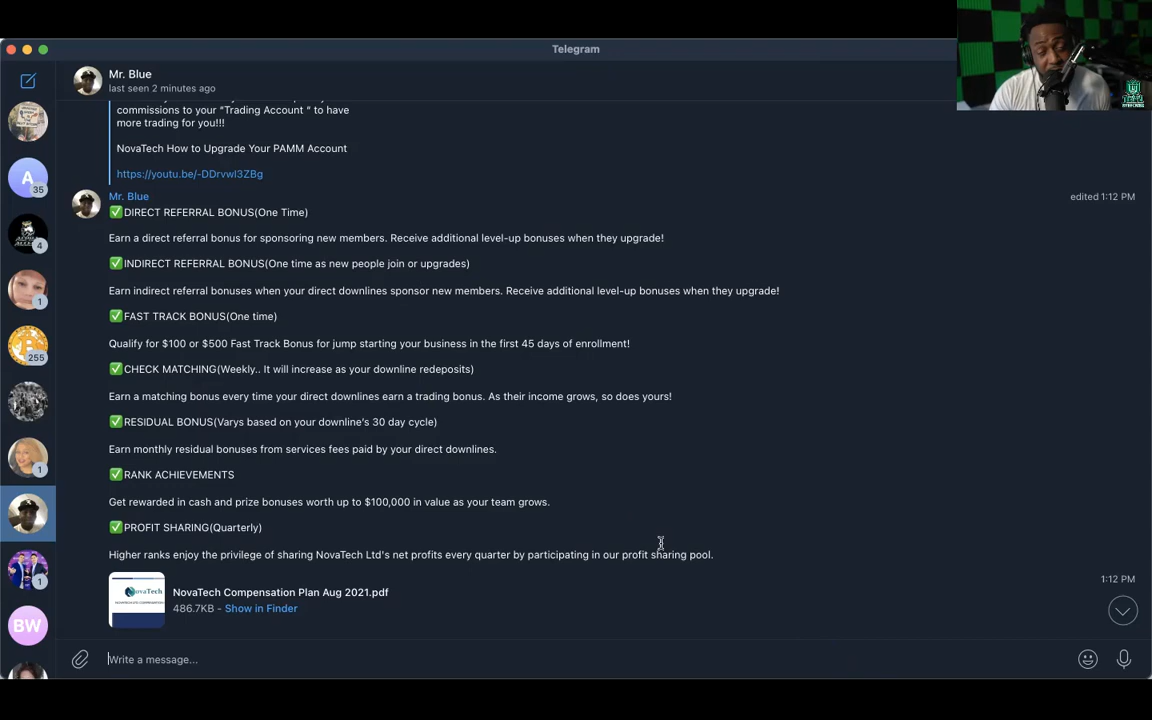 Telegram
Mr. Blue
last seen 2 minutes ago
commissions to your "Trading Account " to have
more trading for you!!!
NovaTech How to Upgrade Your PAMM Account
https://youtu.be/-DDrvwI3ZBg
Mr. Blue
edited 1:12 PM
✅DIRECT REFERRAL BONUS(One Time)
Earn a direct referral bonus for sponsoring new members. Receive additional level-up bonuses when they upgrade!
✅INDIRECT REFERRAL BONUS(One time as new people join or upgrades)
Earn indirect referral bonuses when your direct downlines sponsor new members. Receive additional level-up bonuses when they upgrade!
✅FAST TRACK BONUS(One time)
Qualify for $100 or $500 Fast Track Bonus for jump starting your business in the first 45 days of enrollment!
✅CHECK MATCHING(Weekly.. It will increase as your downline redeposits)
Earn a matching bonus every time your direct downlines earn a trading bonus. As their income grows, so does yours!
✅RESIDUAL BONUS(Varys based on your downline's 30 day cycle)
Earn monthly residual bonuses from services fees paid by your direct downlines.
✅RANK ACHIEVEMENTS
Get rewarded in cash and prize bonuses worth up to $100,000 in value as your team grows.
✅PROFIT SHARING(Quarterly)
Higher ranks enjoy the privilege of sharing NovaTech Ltd's net profits every quarter by participating in our profit sharing pool.
1:12 PM
NovaTech
NovaTech Compensation Plan Aug 2021.pdf
486.7KB - Show in Finder
Write a message...
A
35
4
1
255
1
1
BW